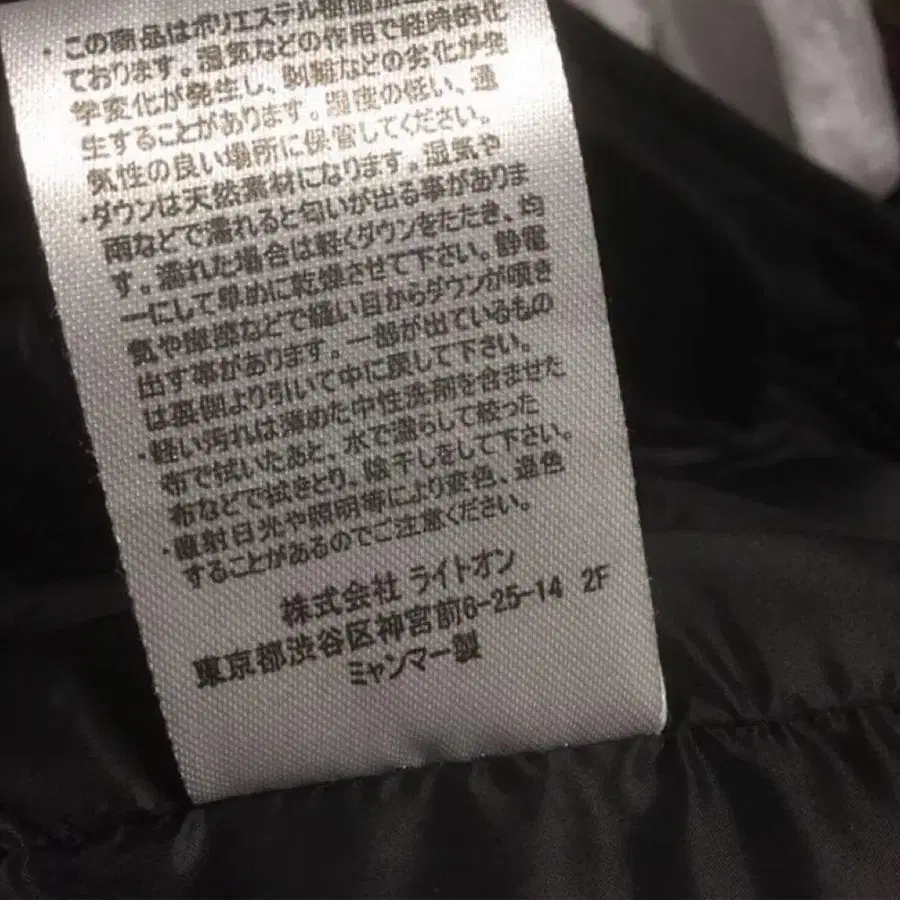 ・この商品はポリエステル樹脂加工
ております。湿気などの作用で経時的化
学変化が発生し、剥離などの劣化が発
生することがあります。湿度の低い、通
気性の良い場所に保管してください。
・ダウンは天然素材になります。湿気や
雨などで濡れると匂いが出る事がありま
す。濡れた場合は軽くダウンをたたき、均
一にして早めに乾燥させて下さい。静電
気や摩擦などで縫い目からダウンが噴き
出す事があります。一部が出ているもの
は裏側より引いて中に戻して下さい。
・軽い汚れは薄めた中性洗剤を含ませた
布で拭いたあと、水で濡らして絞った
布などで拭きとり、陰干しをして下さい。
・直射日光や照明等により変色、退色
することがあるのでご注意ください。
株式会社 ライトオン
東京都渋谷区神宮前6-25-14 2F
ミャンマー製